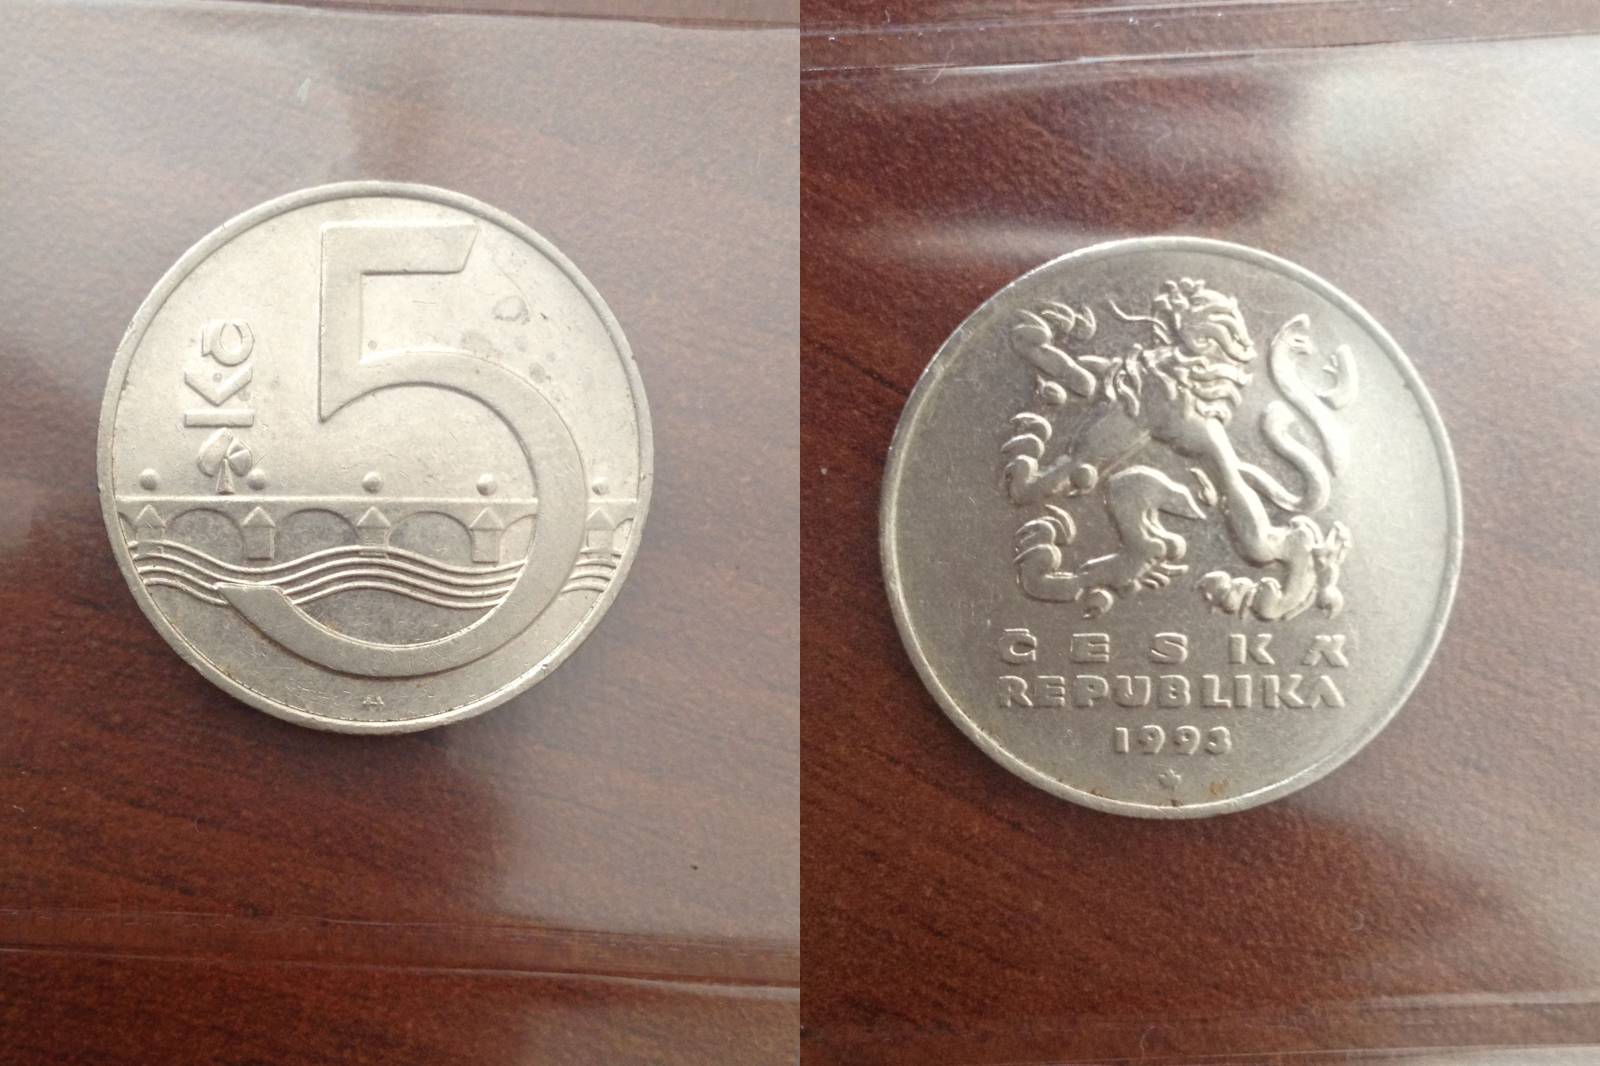 5
Kč
ČESKÁ
REPUBLIKA
1993